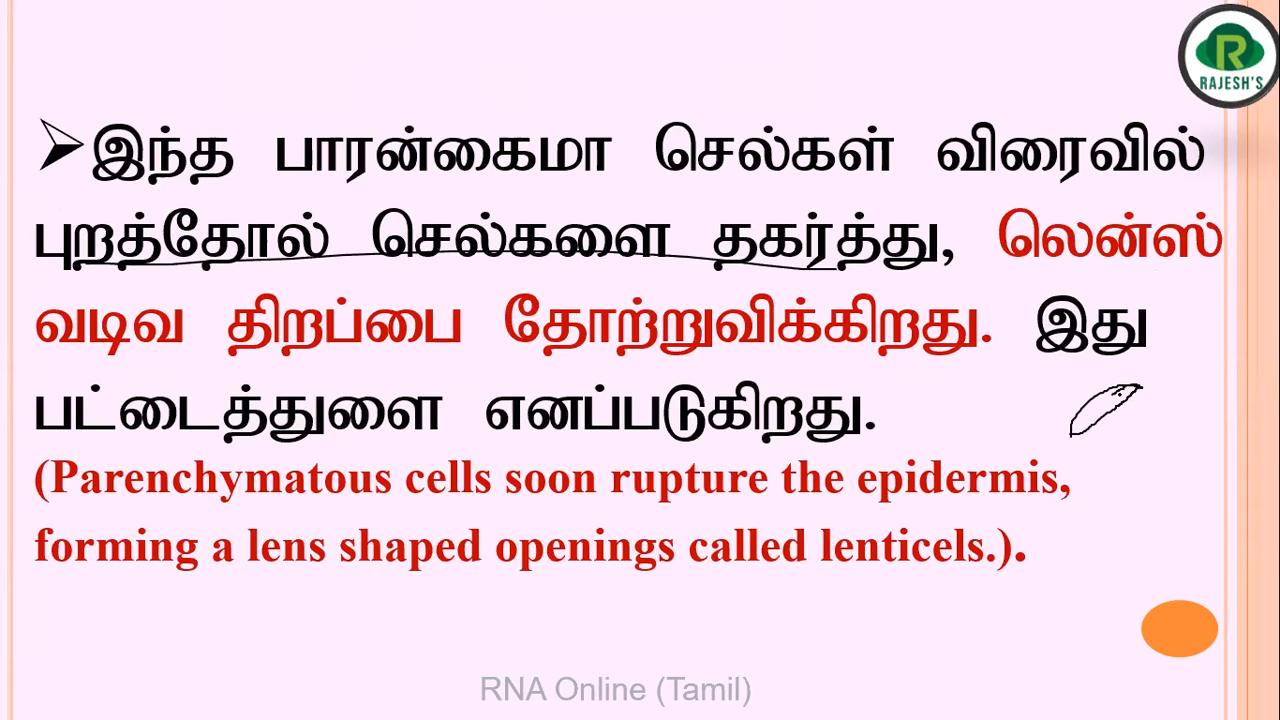 R
RAJESH'S
➢இந்த பாரன்கைமா செல்கள் விரைவில்
புறத்தோல் செல்களை தகர்த்து, லென்ஸ்
வடிவ திறப்பை தோற்றுவிக்கிறது. இது
பட்டைத்துளை எனப்படுகிறது.
(Parenchymatous cells soon rupture the epidermis,
forming a lens shaped openings called lenticels.).
RNA Online (Tamil)